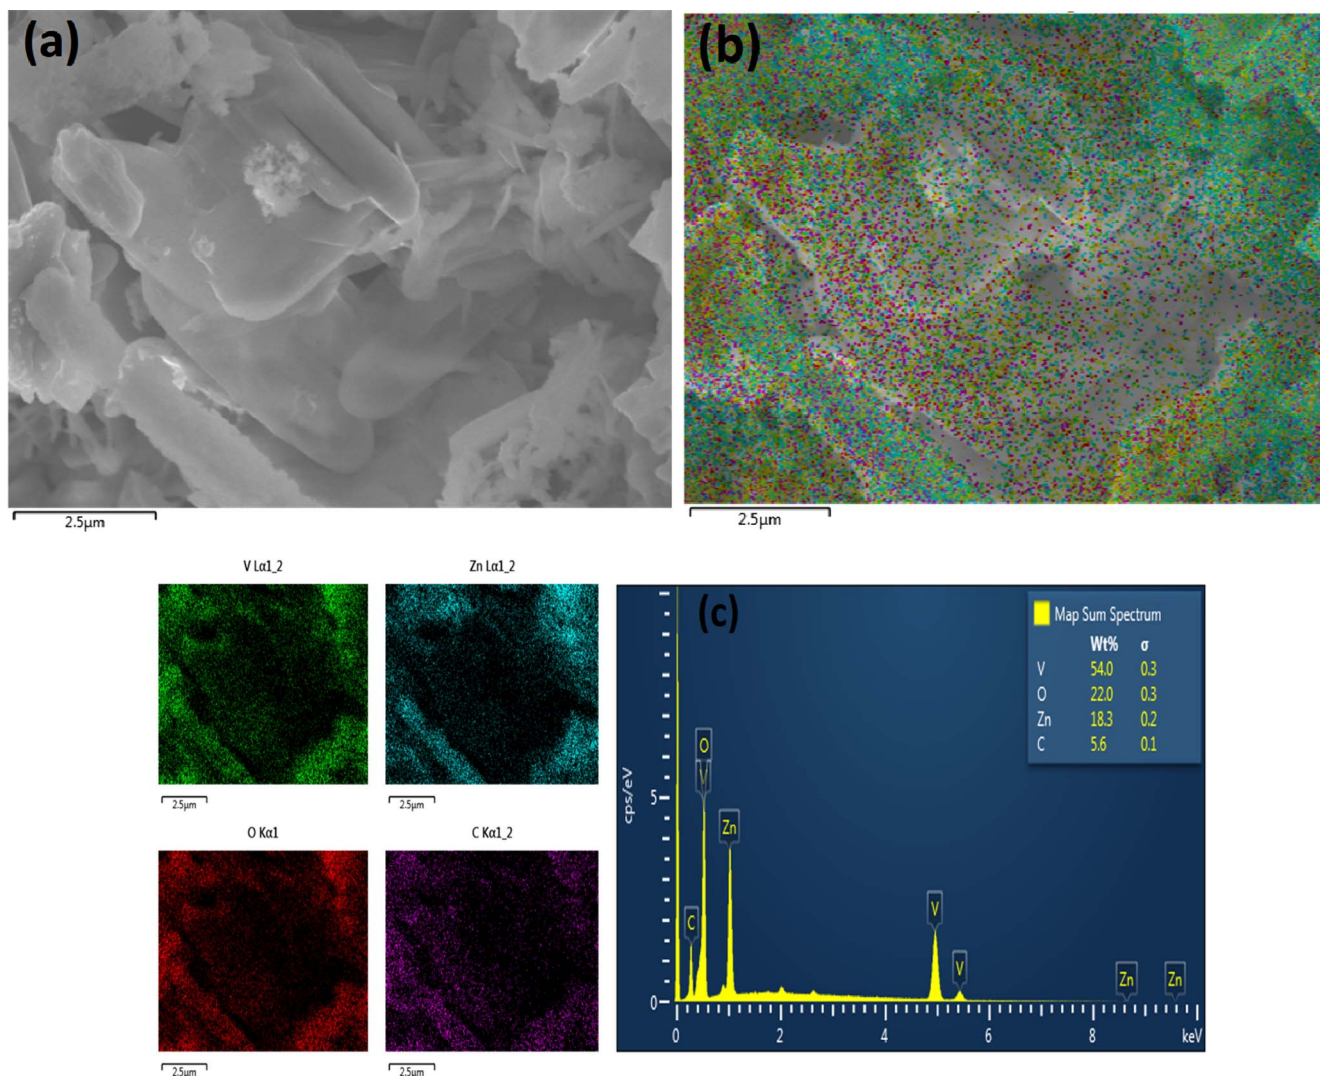 (a)
(b)
2.5μm
2.5μm
V Lα1_2
Zn Lα1_2
2.5μm
2.5μm
O Kα1
C Kα1_2
2.5μm
2.5μm
(c)
Map Sum Spectrum
Wt% σ
V 54.0 0.3
O 22.0 0.3
Zn 18.3 0.2
C 5.6 0.1
cps/eV
5
0
O
V
Zn
C
V
V
Zn
Zn
0 2 4 6 8 keV